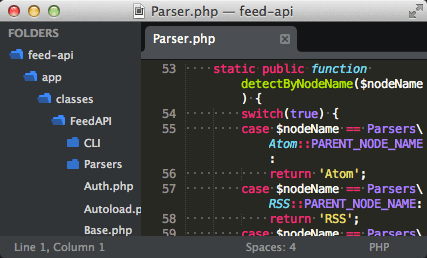 Parser.php — feed-api
FOLDERS
feed-api
app
classes
FeedAPI
CLI
Parsers
Auth.php
Autoload.p
Base.php
Parser.php
53 static public function
detectByNodeName($nodeName
) {
54 switch(true) {
55 case $nodeName == Parsers\
Atom::PARENT_NODE_NAME
:
56 return 'Atom';
57 case $nodeName == Parsers\
RSS::PARENT_NODE_NAME:
58 return 'RSS';
59 case $nodeName == Parsers\
Line 1, Column 1
Spaces: 4
PHP